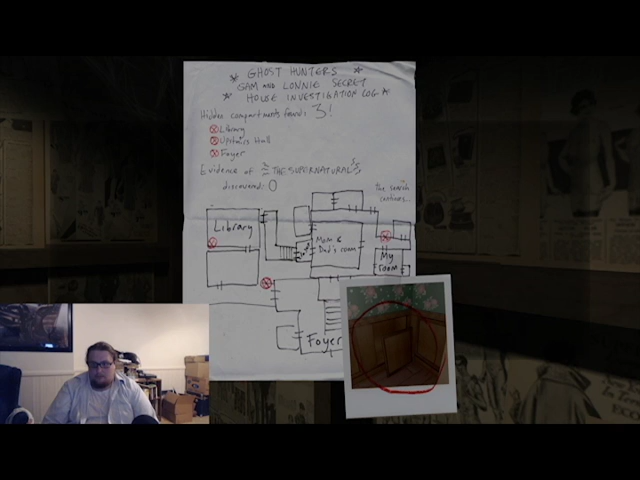 * GHOST HUNTERS *
* SAM AND LONNIE SECRET
* HOUSE INVESTIGATION LOG *
Hidden compartments found: 3!
Library
Upstairs Hall
Foyer
Evidence of THE SUPERNATURAL
discovered: 0
The search
continues...
Library
Mom &
Dad's room
My
room
Foyer